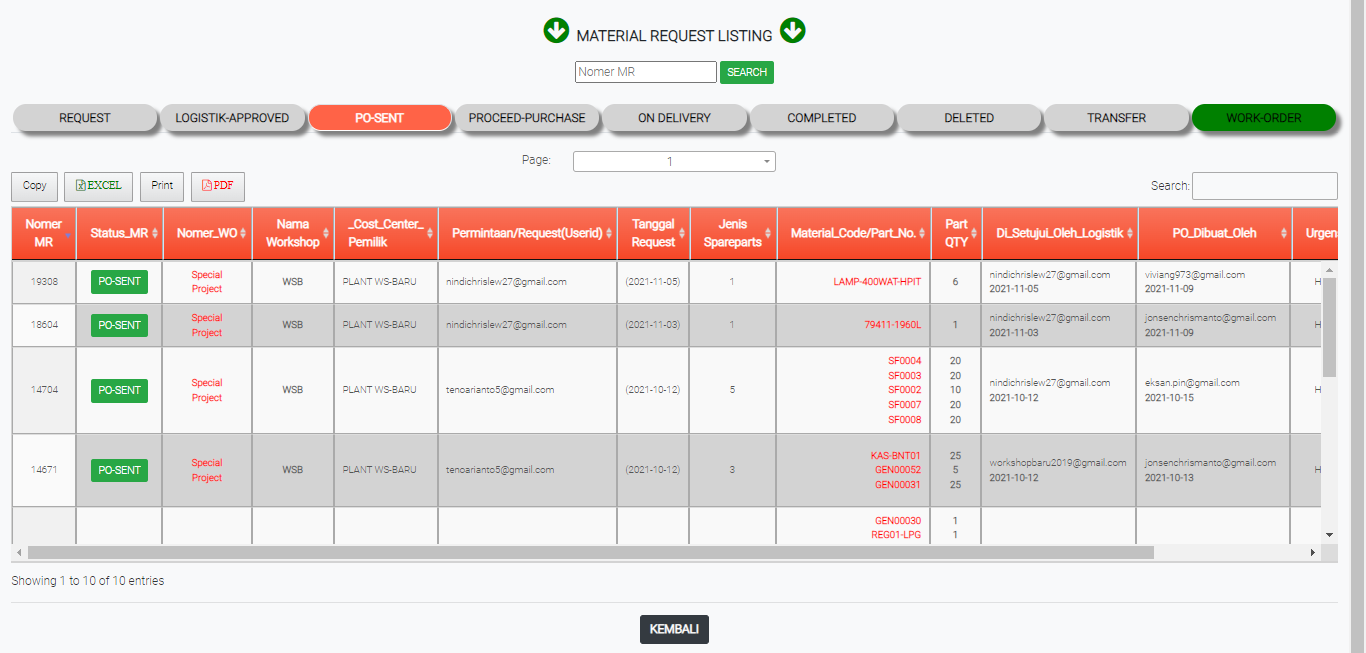 MATERIAL REQUEST LISTING
Nomer MR SEARCH
REQUEST LOGISTIK-APPROVED PO-SENT PROCEED-PURCHASE ON DELIVERY COMPLETED DELETED TRANSFER WORK-ORDER
Page: 1
Copy EXCEL Print PDF Search:
Nomer MR Status_MR Nomer_WO Nama Workshop _Cost_Center_ Pemilik Permintaan/Request(Userid) Tanggal Request Jenis Spareparts Material_Code/Part_No. Part QTY Di_Setujui_Oleh_Logistik PO_Dibuat_Oleh Urgen
19308 PO-SENT Special Project WSB PLANT WS-BARU nindichrislew27@gmail.com (2021-11-05) 1 LAMP-400WAT-HPIT 6 nindichrislew27@gmail.com 2021-11-05 viviang973@gmail.com 2021-11-09 H
18604 PO-SENT Special Project WSB PLANT WS-BARU nindichrislew27@gmail.com (2021-11-03) 1 79411-1960L 1 nindichrislew27@gmail.com 2021-11-03 jonsenchrismanto@gmail.com 2021-11-09 H
14704 PO-SENT Special Project WSB PLANT WS-BARU tenoarianto5@gmail.com (2021-10-12) 5 SF0004 SF0003 SF0002 SF0007 SF0008 20 20 10 20 20 nindichrislew27@gmail.com 2021-10-12 eksan.pin@gmail.com 2021-10-15 H
14671 PO-SENT Special Project WSB PLANT WS-BARU tenoarianto5@gmail.com (2021-10-12) 3 KAS-BNT01 GEN00052 GEN00031 25 5 25 workshopbaru2019@gmail.com 2021-10-12 jonsenchrismanto@gmail.com 2021-10-13 H
GEN00030 1
REG01-LPG 1
Showing 1 to 10 of 10 entries
KEMBALI